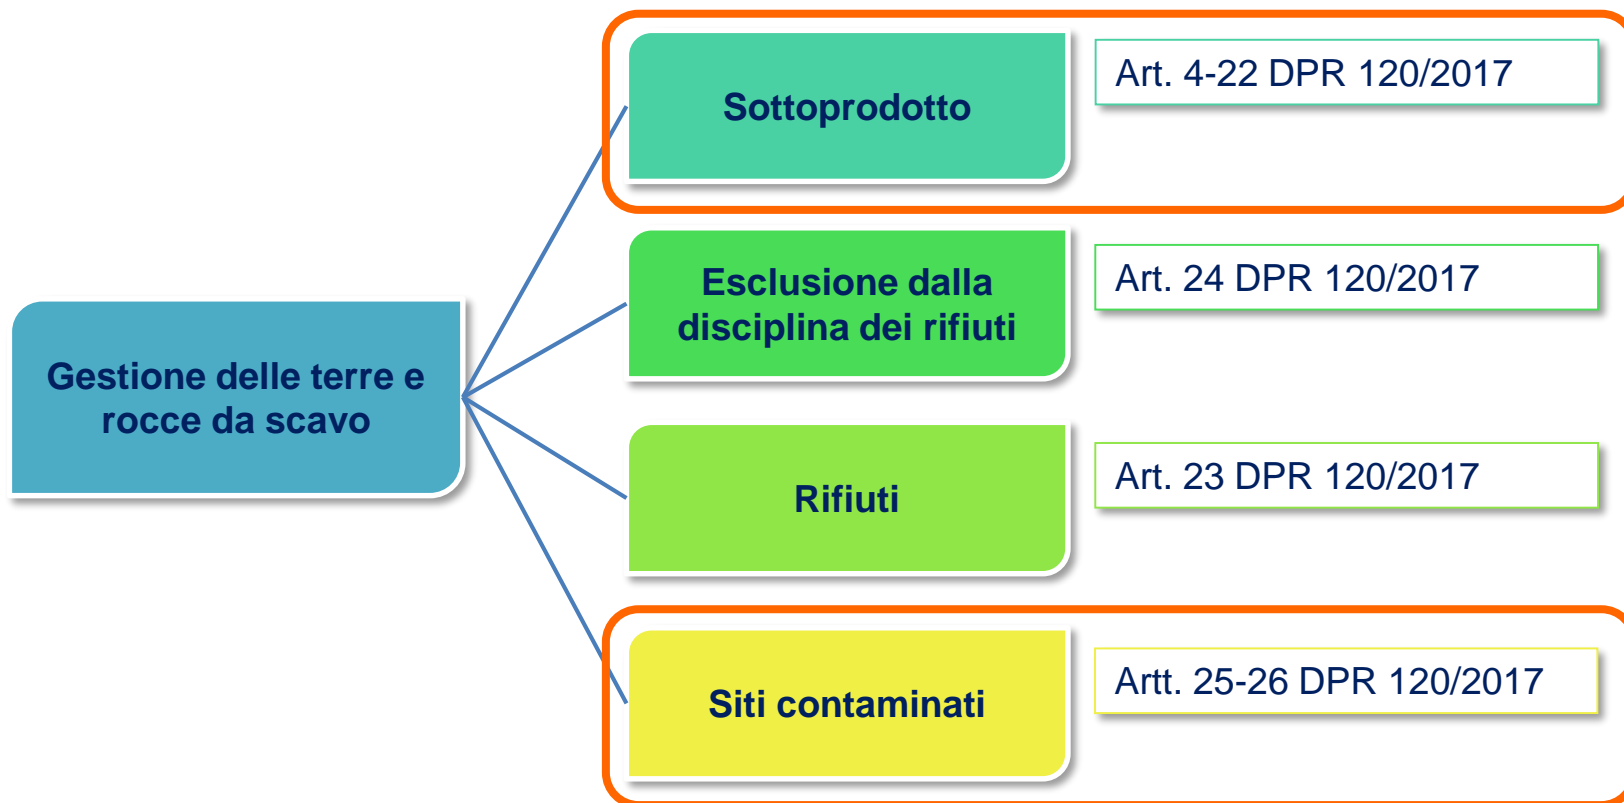 Sottoprodotto
Art. 4-22 DPR 120/2017
Esclusione dalla
disciplina dei rifiuti
Art. 24 DPR 120/2017
Gestione delle terre e
rocce da scavo
Rifiuti
Art. 23 DPR 120/2017
Siti contaminati
Artt. 25-26 DPR 120/2017